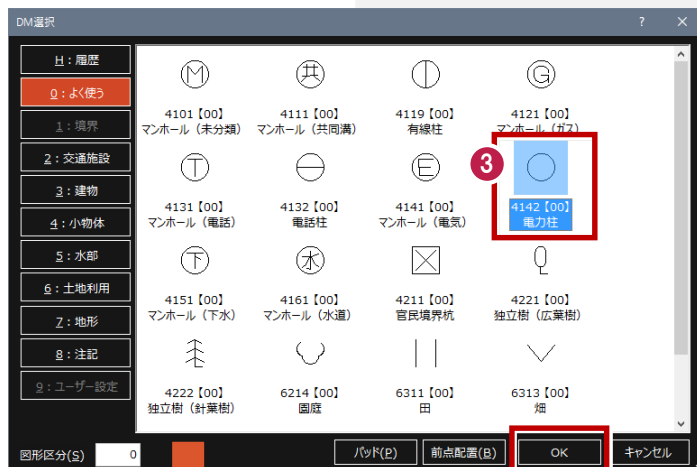 DM選択
? ×
H：履歴
0：よく使う
1：境界
2：交通施設
3：建物
4：小物体
5：水部
6：土地利用
7：地形
8：注記
9：ユーザー設定
M 共 G
4101【00】 4111【00】 4119【00】 4121【00】
マンホール（未分類） マンホール（共同溝） 有線柱 マンホール（ガス）
T E 3
4131【00】 4132【00】 4141【00】 4142【00】
マンホール（電話） 電話柱 マンホール（電気） 電力柱
下 水
4151【00】 4161【00】 4211【00】 4221【00】
マンホール（下水） マンホール（水道） 官民境界杭 独立樹（広葉樹）
4222【00】 6214【00】 6311【00】 6313【00】
独立樹（針葉樹） 園庭 田 畑
図形区分(S) 0 パッド(P) 前点配置(B) OK キャンセル